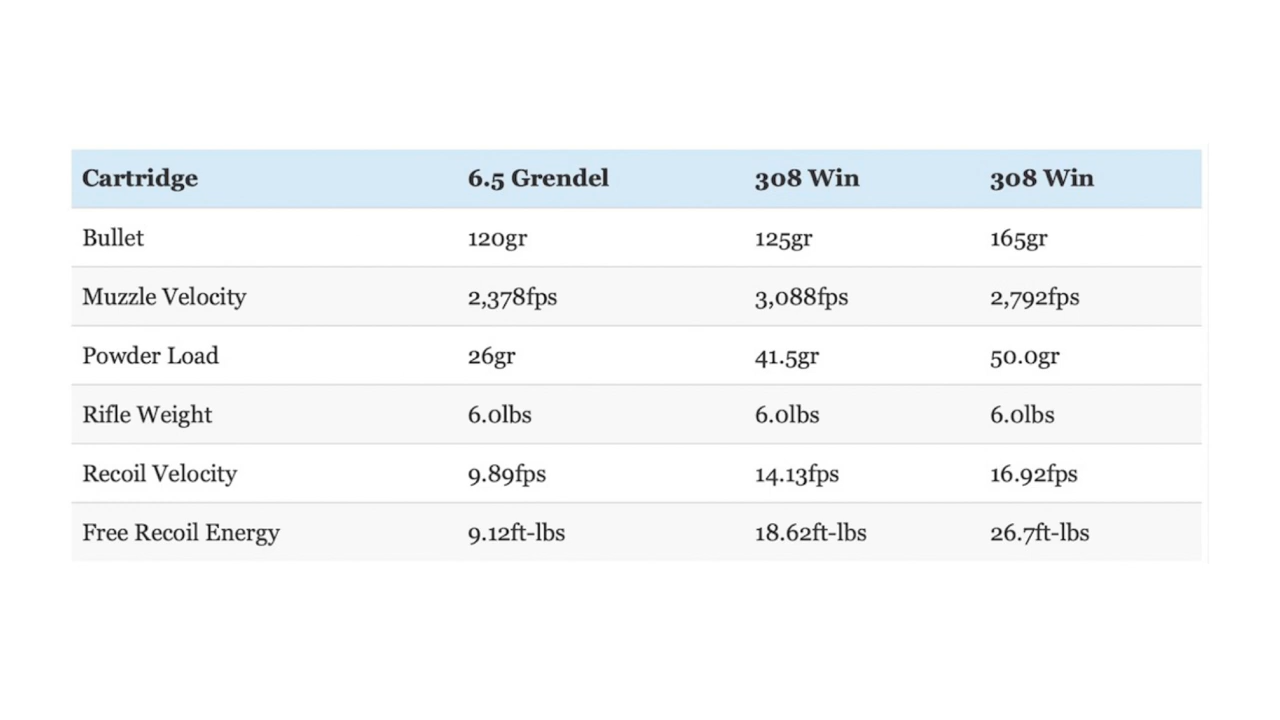 Cartridge 6.5 Grendel 308 Win 308 Win
Bullet 120gr 125gr 165gr
Muzzle Velocity 2,378fps 3,088fps 2,792fps
Powder Load 26gr 41.5gr 50.0gr
Rifle Weight 6.0lbs 6.0lbs 6.0lbs
Recoil Velocity 9.89fps 14.13fps 16.92fps
Free Recoil Energy 9.12ft-lbs 18.62ft-lbs 26.7ft-lbs